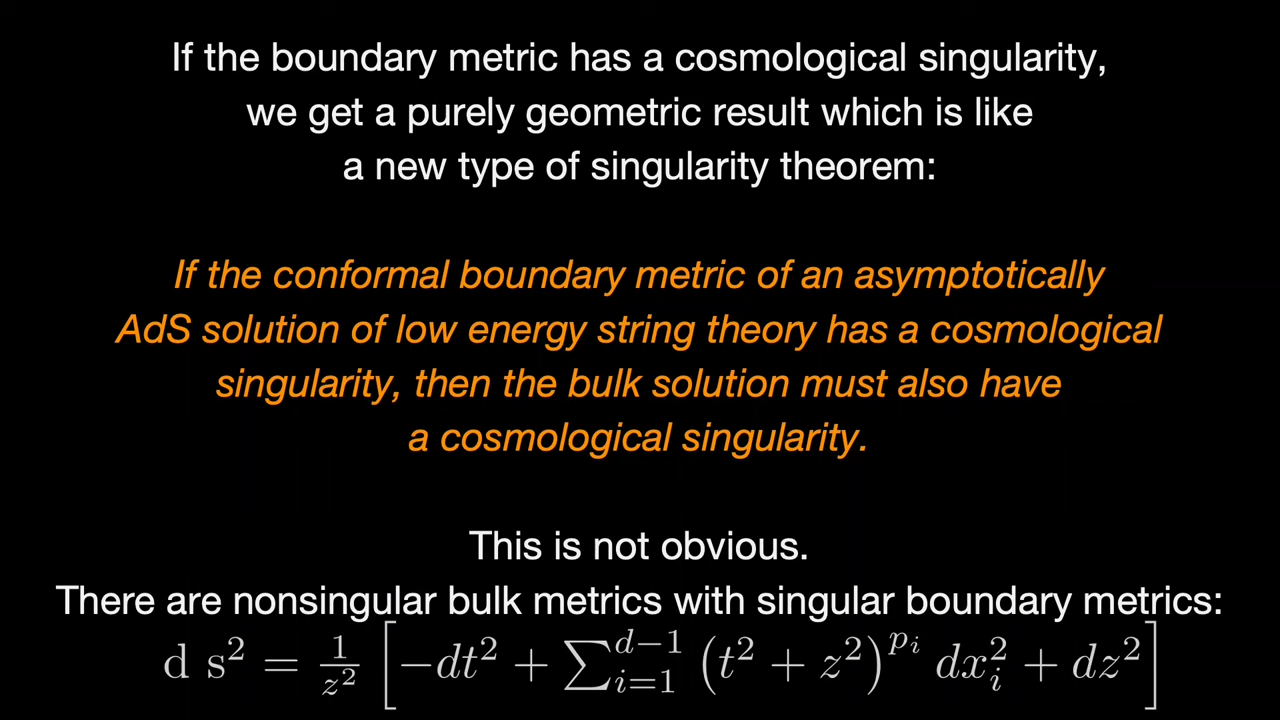 If the boundary metric has a cosmological singularity,
we get a purely geometric result which is like
a new type of singularity theorem:
If the conformal boundary metric of an asymptotically
AdS solution of low energy string theory has a cosmological
singularity, then the bulk solution must also have
a cosmological singularity.
This is not obvious.
There are nonsingular bulk metrics with singular boundary metrics:
d s² = \frac{1}{z²} [ −dt² + ∑_{i=1}^{d−1} (t² + z²)^{p_i} dx_i² + dz² ]